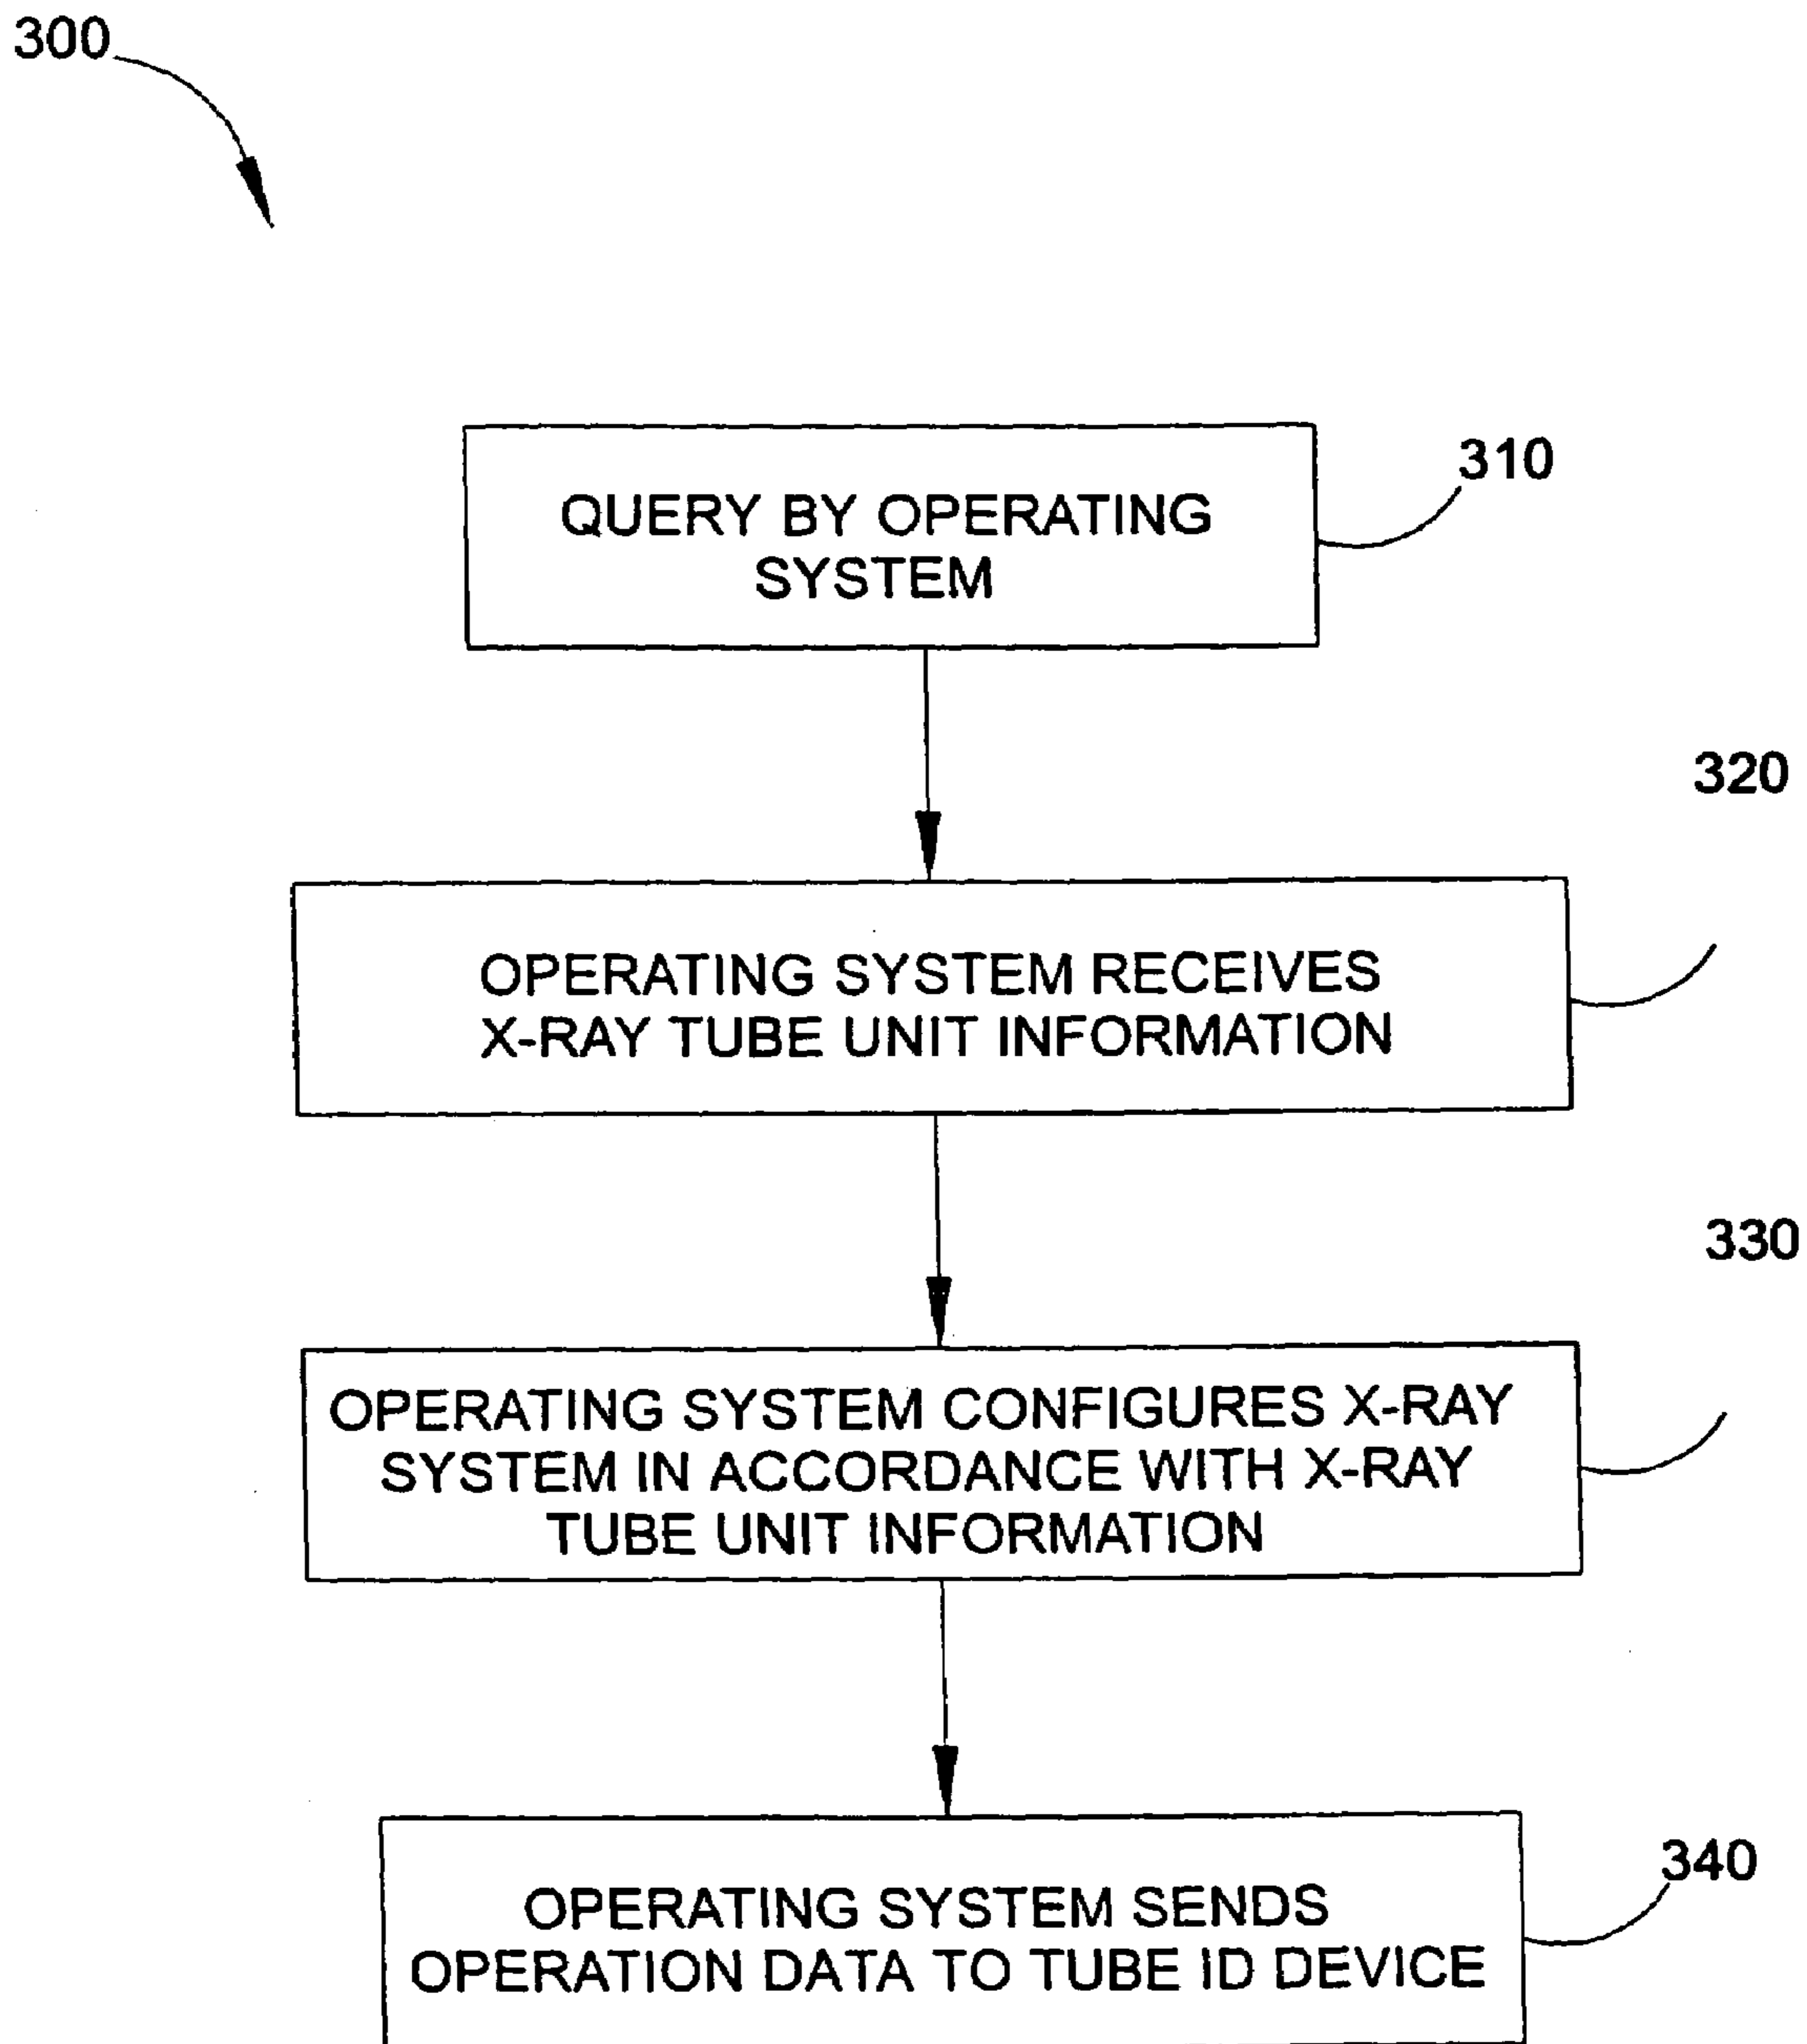 300
310
QUERY BY OPERATING
SYSTEM
320
OPERATING SYSTEM RECEIVES
X-RAY TUBE UNIT INFORMATION
330
OPERATING SYSTEM CONFIGURES X-RAY
SYSTEM IN ACCORDANCE WITH X-RAY
TUBE UNIT INFORMATION
340
OPERATING SYSTEM SENDS
OPERATION DATA TO TUBE ID DEVICE